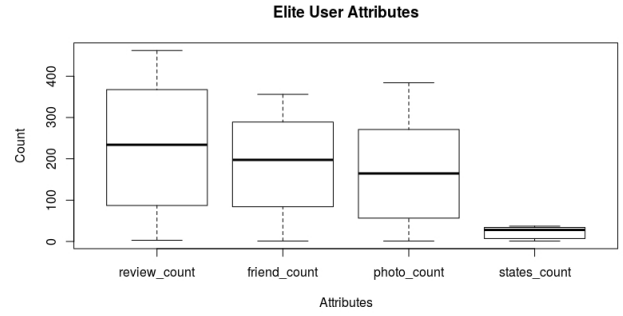 Elite User Attributes
Count
400
300
200
100
0
review_count
friend_count
photo_count
states_count
Attributes